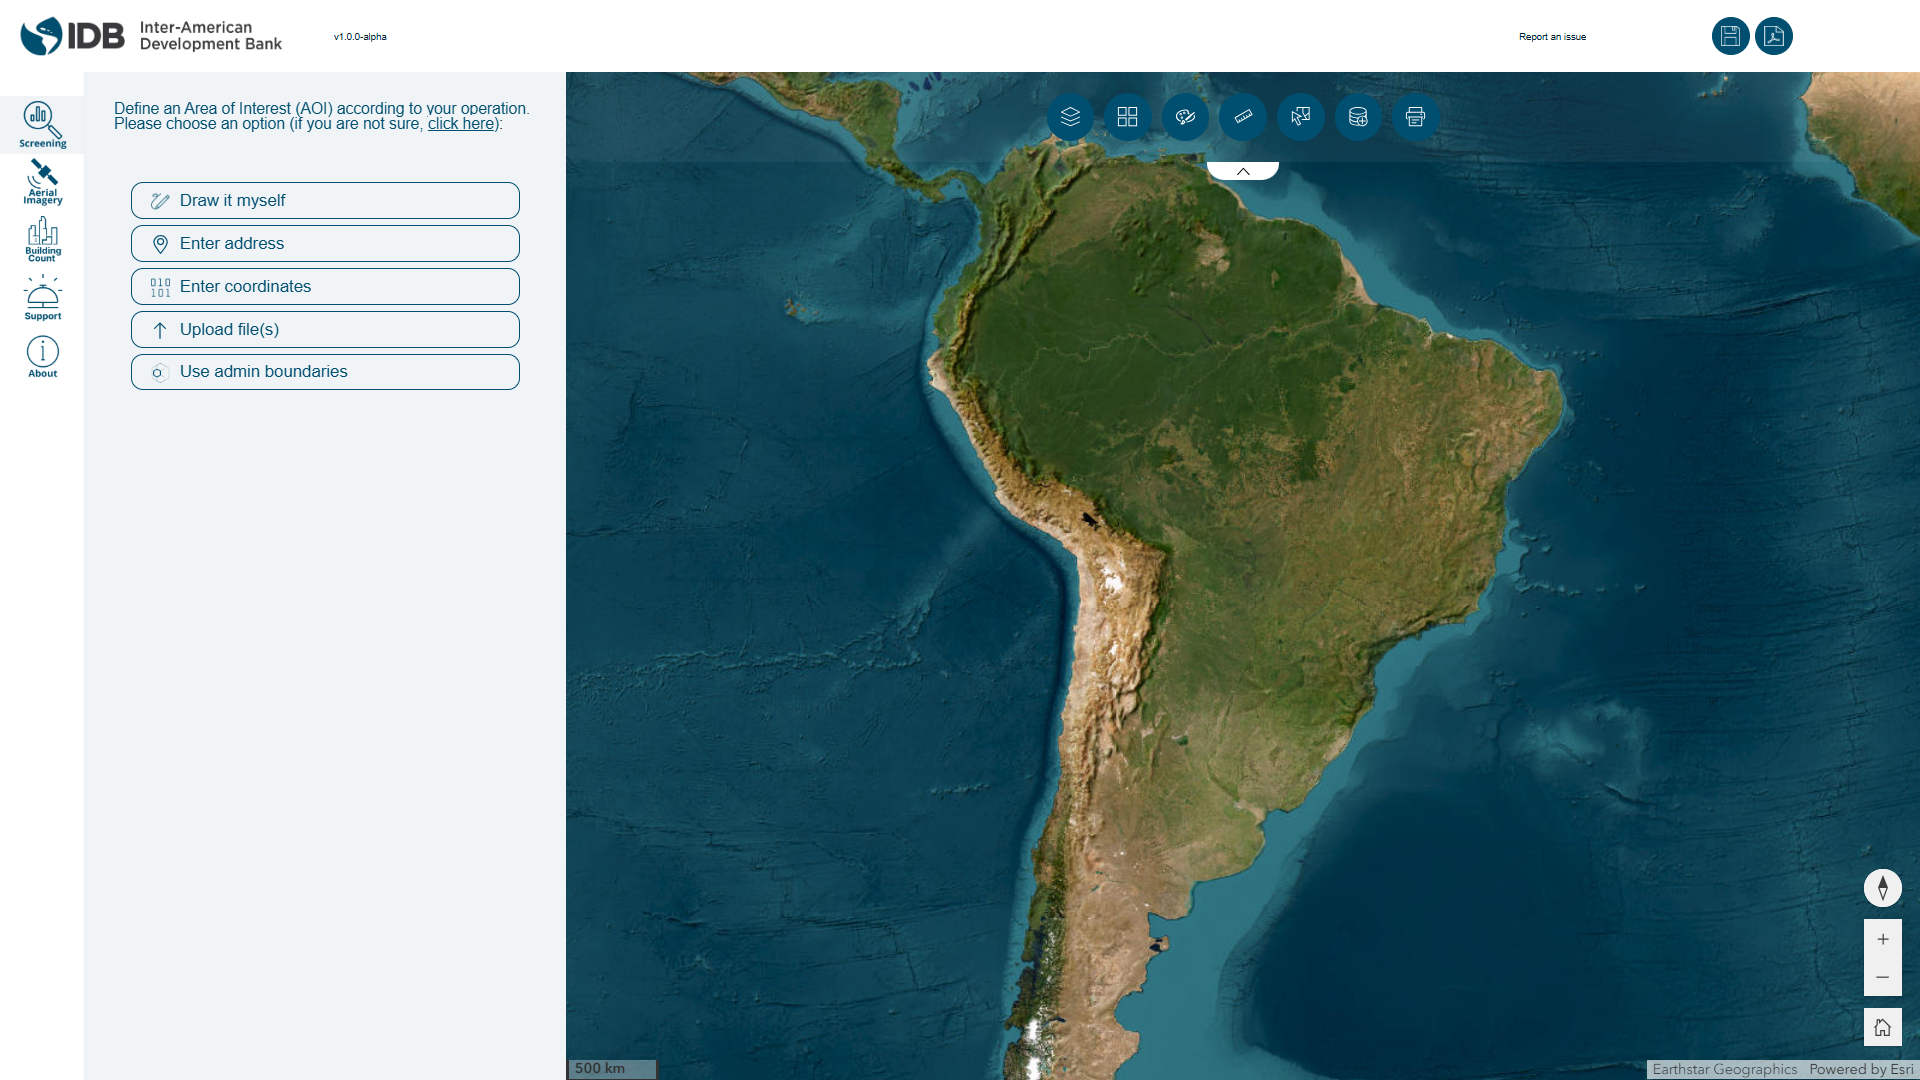 IDB
Inter-American
Development Bank
v1.0.0-alpha
Report an issue
Screening
Aerial
Imagery
Building
Count
Support
About
Define an Area of Interest (AOI) according to your operation.
Please choose an option (if you are not sure, click here):
Draw it myself
Enter address
010
101
Enter coordinates
Upload file(s)
Use admin boundaries
500 km
Earthstar Geographics Powered by Esri